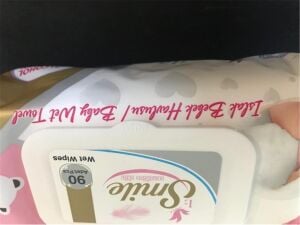 Islak Bebek Havlusu / Baby Wet Towel
Smile
90
Adet/Pcs
Wet Wipes